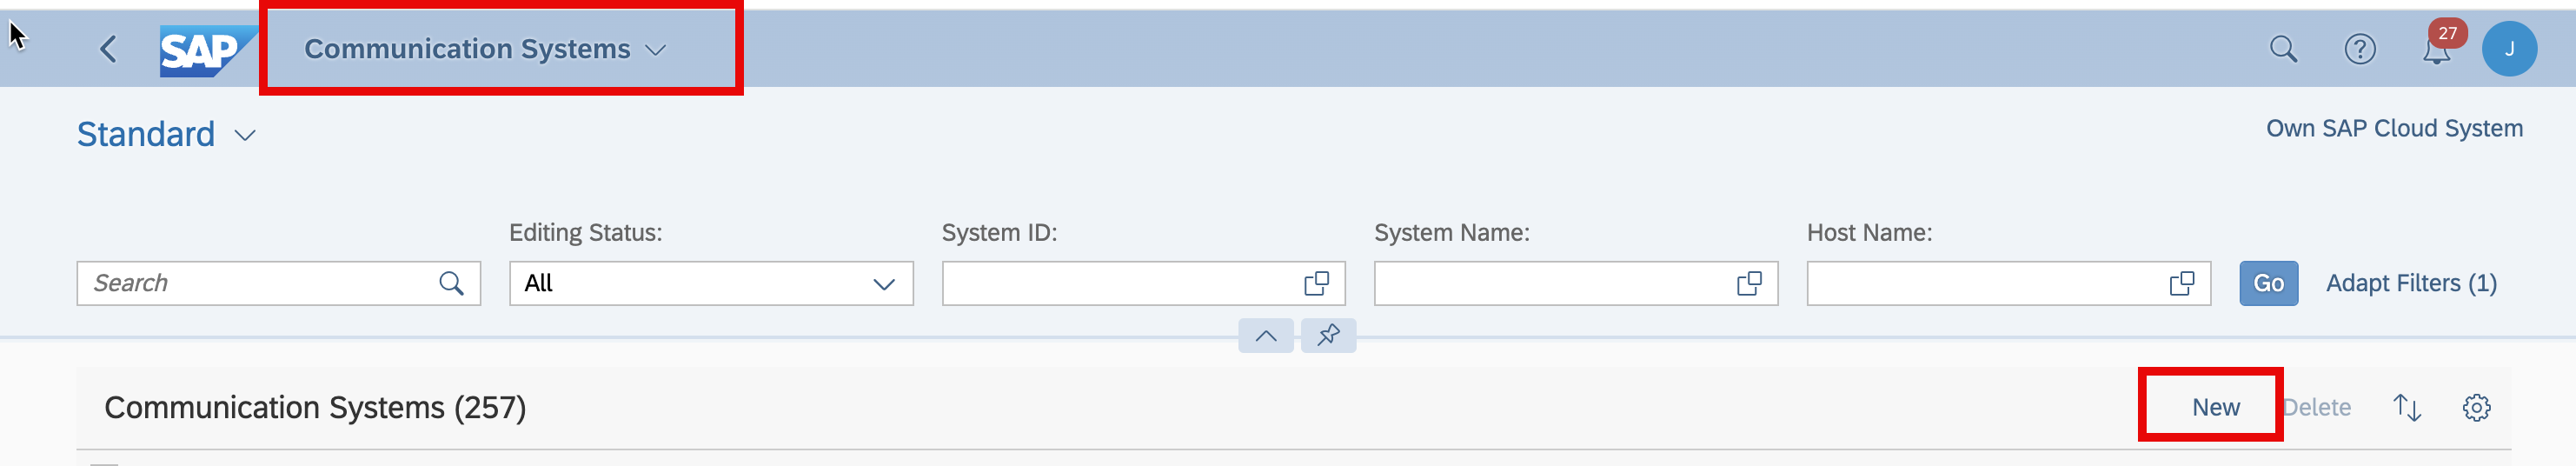 SAP Communication Systems 27 J
Standard
Own SAP Cloud System
Editing Status: System ID: System Name: Host Name:
Search All Go Adapt Filters (1)
Communication Systems (257) New Delete